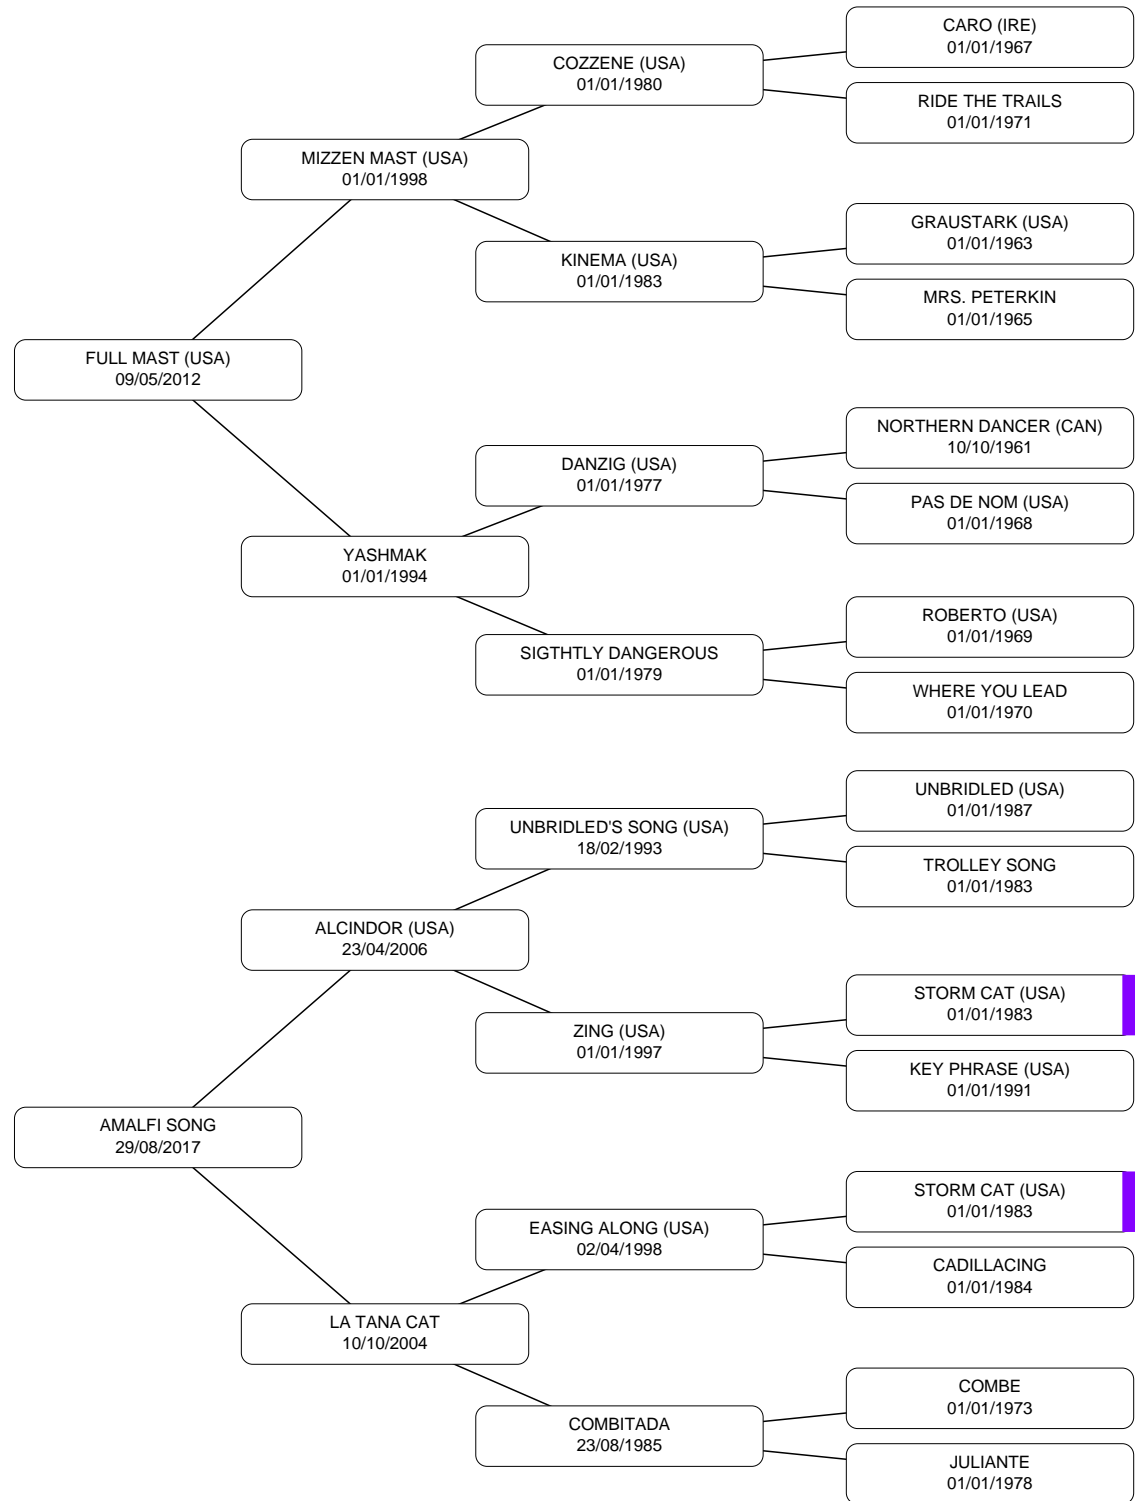 CARO (IRE)
01/01/1967
COZZENE (USA)
01/01/1980
RIDE THE TRAILS
01/01/1971
MIZZEN MAST (USA)
01/01/1998
GRAUSTARK (USA)
01/01/1963
KINEMA (USA)
01/01/1983
MRS. PETERKIN
01/01/1965
FULL MAST (USA)
09/05/2012
NORTHERN DANCER (CAN)
10/10/1961
DANZIG (USA)
01/01/1977
PAS DE NOM (USA)
01/01/1968
YASHMAK
01/01/1994
ROBERTO (USA)
01/01/1969
SIGTHTLY DANGEROUS
01/01/1979
WHERE YOU LEAD
01/01/1970
UNBRIDLED (USA)
01/01/1987
UNBRIDLED'S SONG (USA)
18/02/1993
TROLLEY SONG
01/01/1983
ALCINDOR (USA)
23/04/2006
STORM CAT (USA)
01/01/1983
ZING (USA)
01/01/1997
KEY PHRASE (USA)
01/01/1991
AMALFI SONG
29/08/2017
STORM CAT (USA)
01/01/1983
EASING ALONG (USA)
02/04/1998
CADILLACING
01/01/1984
LA TANA CAT
10/10/2004
COMBE
01/01/1973
COMBITADA
23/08/1985
JULIANTE
01/01/1978